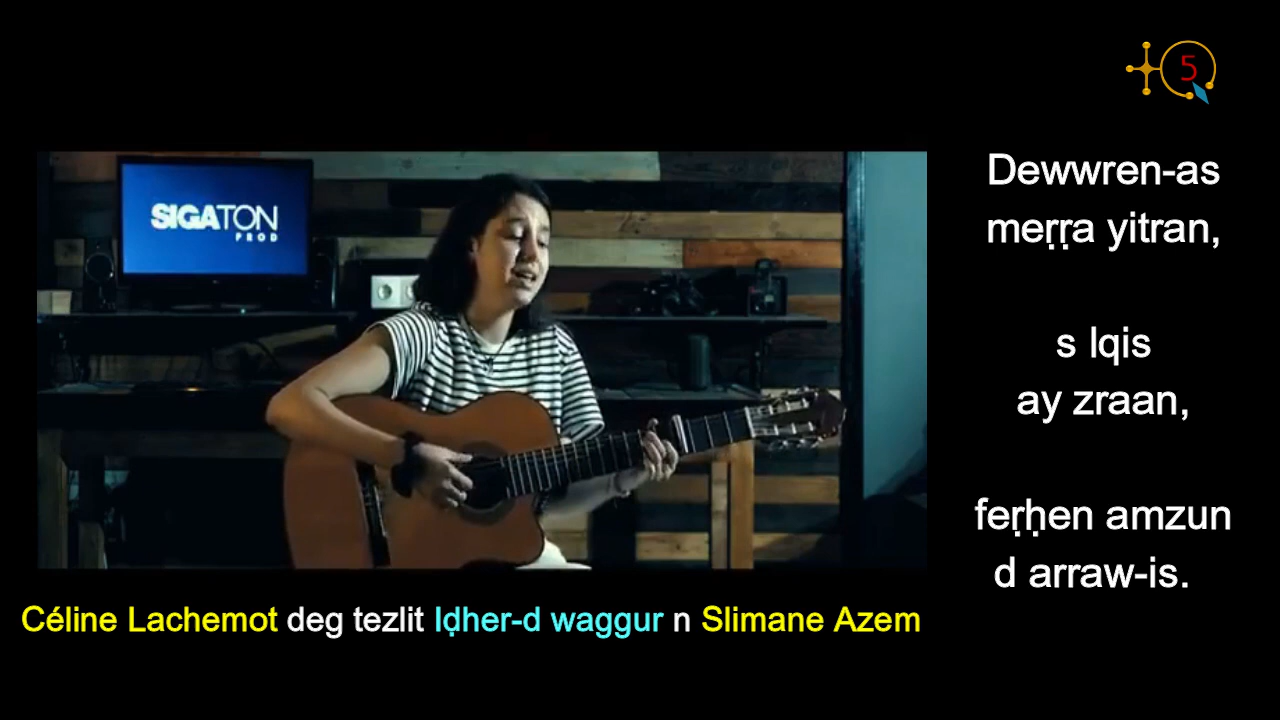 5
SIGATON
PROD
Dewwren-as
meṛṛa yitran,
s lqis
ay zraan,
feṛḥen amzun
d arraw-is.
Céline Lachemot deg tezlit Iḍher-d waggur n Slimane Azem